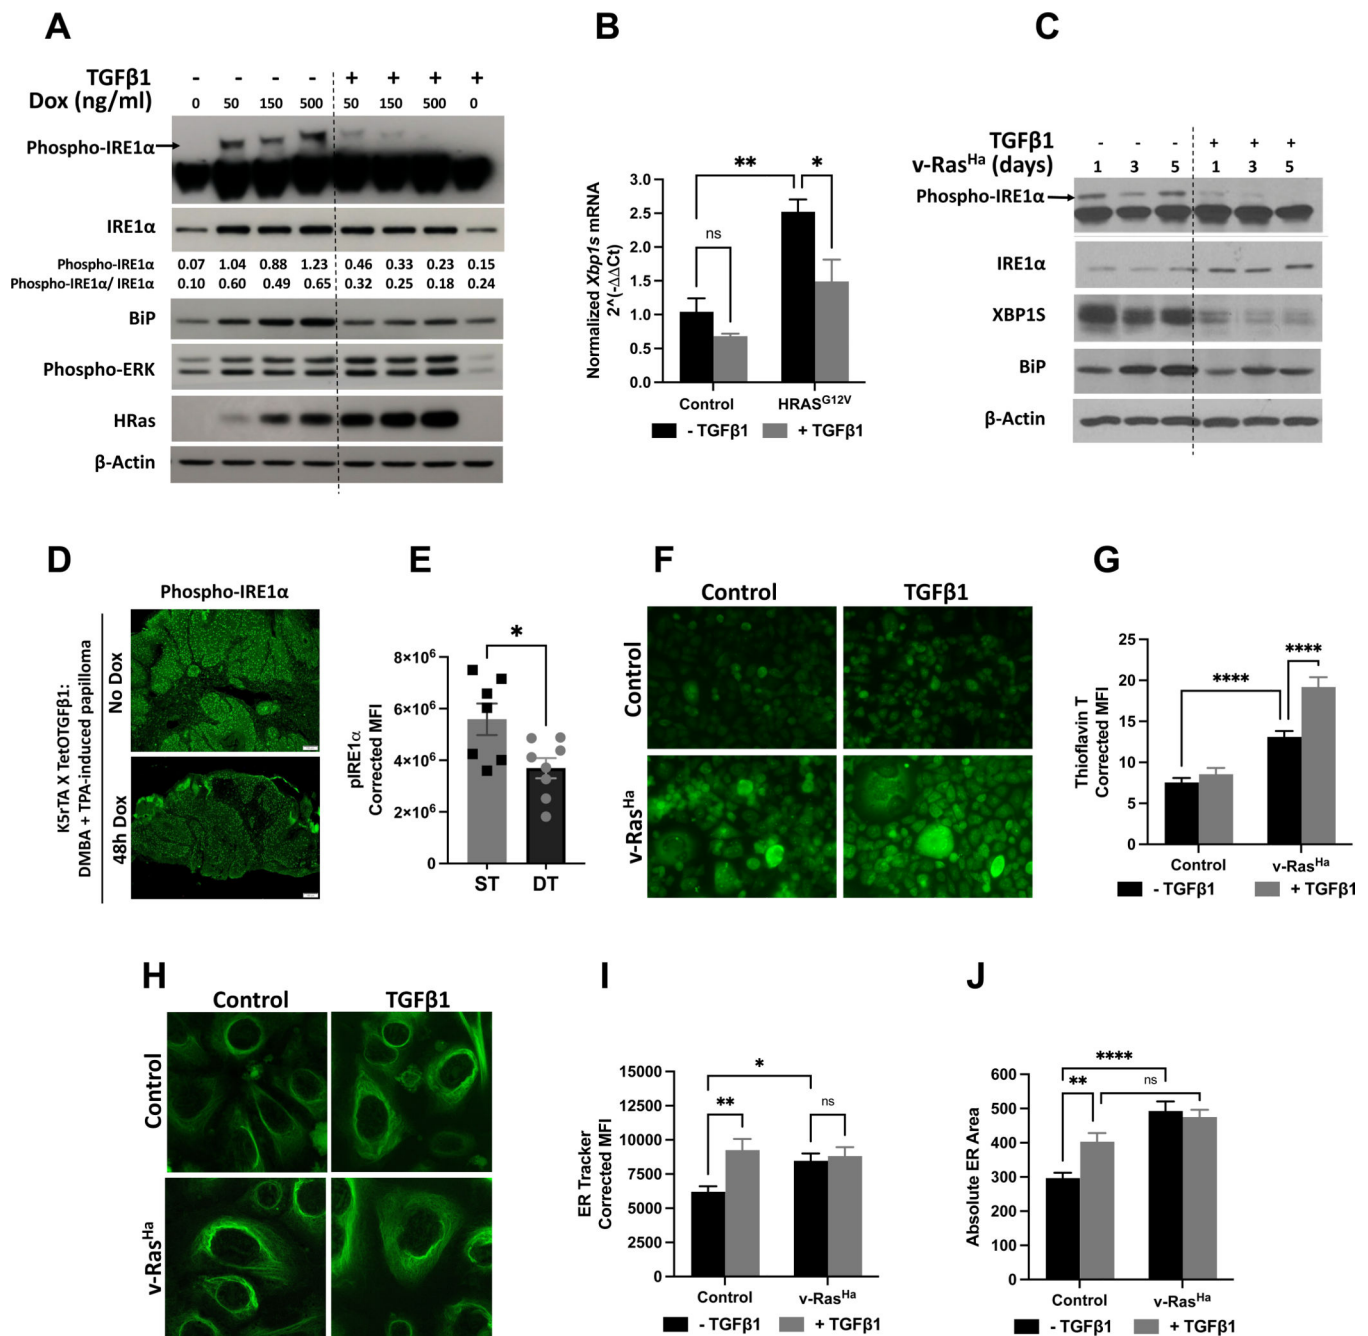 A
TGFβ1 - - - - + + + +
Dox (ng/ml) 0 50 150 500 50 150 500 0
Phospho-IRE1α
IRE1α
Phospho-IRE1α 0.07 1.04 0.88 1.23 0.46 0.33 0.23 0.15
Phospho-IRE1α/ IRE1α 0.10 0.60 0.49 0.65 0.32 0.25 0.18 0.24
BiP
Phospho-ERK
HRas
β-Actin
B
Normalized Xbp1s mRNA
2^(-ΔΔCt)
3.0
2.5
2.0
1.5
1.0
0.5
0.0
ns
**
*
Control HRAS^G12V
- TGFβ1 + TGFβ1
C
TGFβ1 - - - + + +
v-Ras^Ha (days) 1 3 5 1 3 5
Phospho-IRE1α
IRE1α
XBP1S
BiP
β-Actin
D
Phospho-IRE1α
K5rTA X TetOTGFβ1:
DMBA + TPA-induced papilloma
No Dox
48h Dox
E
pIRE1α
Corrected MFI
8×10^6
6×10^6
4×10^6
2×10^6
0
*
ST DT
F
Control TGFβ1
Control
v-Ras^Ha
G
Thioflavin T
Corrected MFI
25
20
15
10
5
0
****
****
Control v-Ras^Ha
- TGFβ1 + TGFβ1
H
Control TGFβ1
Control
v-Ras^Ha
I
ER Tracker
Corrected MFI
15000
12500
10000
7500
5000
2500
0
*
**
ns
Control v-Ras^Ha
- TGFβ1 + TGFβ1
J
Absolute ER Area
600
500
400
300
200
100
0
****
**
ns
Control v-Ras^Ha
- TGFβ1 + TGFβ1